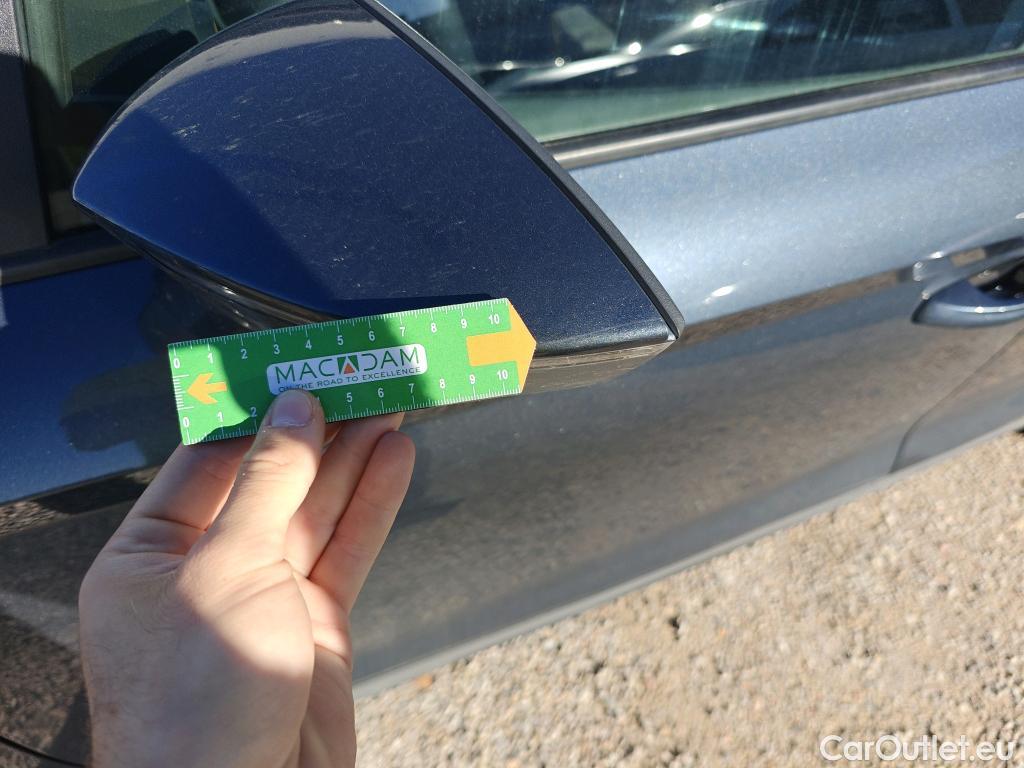 0 1 2 3 4 5 6 7 8 9 10
MACADAM
ON THE ROAD TO EXCELLENCE
0 1 2 5 6 7 8 9 10
CarOutlet.eu